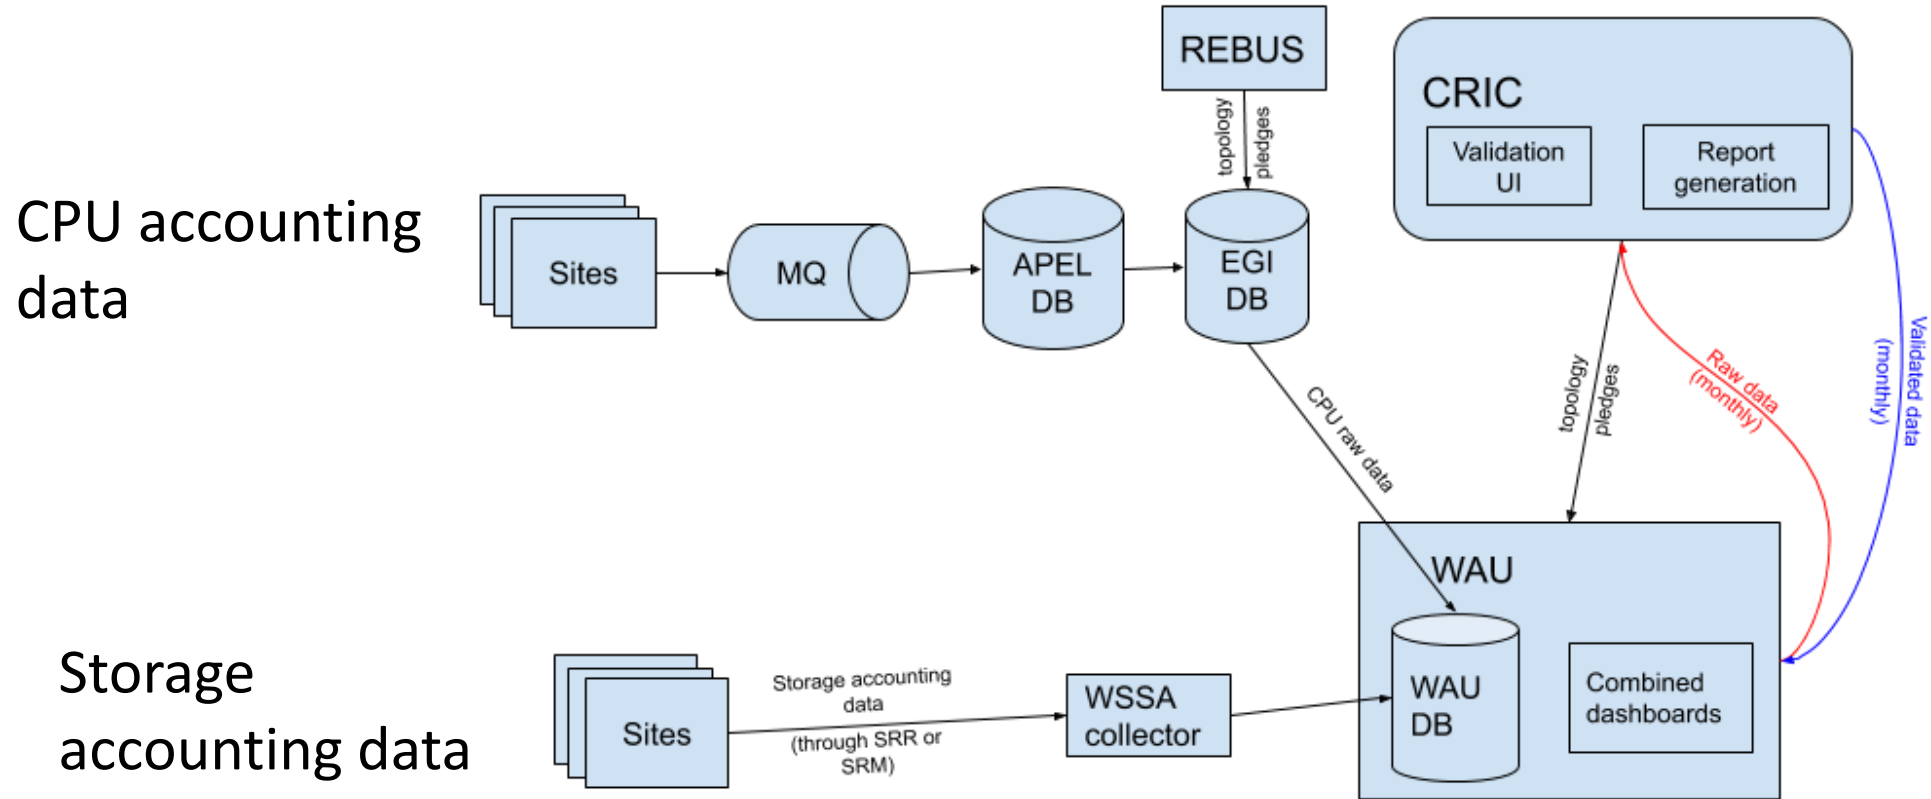 REBUS
topology
pledges
CRIC
Validation
UI
Report
generation
CPU accounting
data
Sites
MQ
APEL
DB
EGI
DB
CPU raw data
topology
pledges
Raw data
(monthly)
Validated data
(monthly)
Storage
accounting data
Sites
Storage accounting
data
(through SRR or
SRM)
WSSA
collector
WAU
WAU
DB
Combined
dashboards